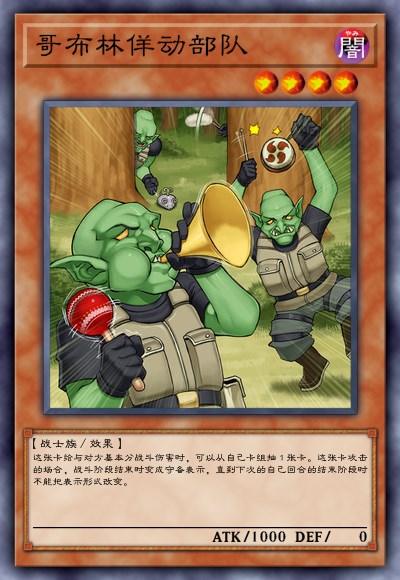 哥布林佯动部队
やみ
闇
【战士族／效果】
这张卡给与对方基本分战斗伤害时，可以从自己卡组抽１张卡。这张卡攻击
的场合，战斗阶段结束时变成守备表示，直到下次的自己回合的结束阶段时
不能把表示形式改变。
ATK/1000 DEF/ 0